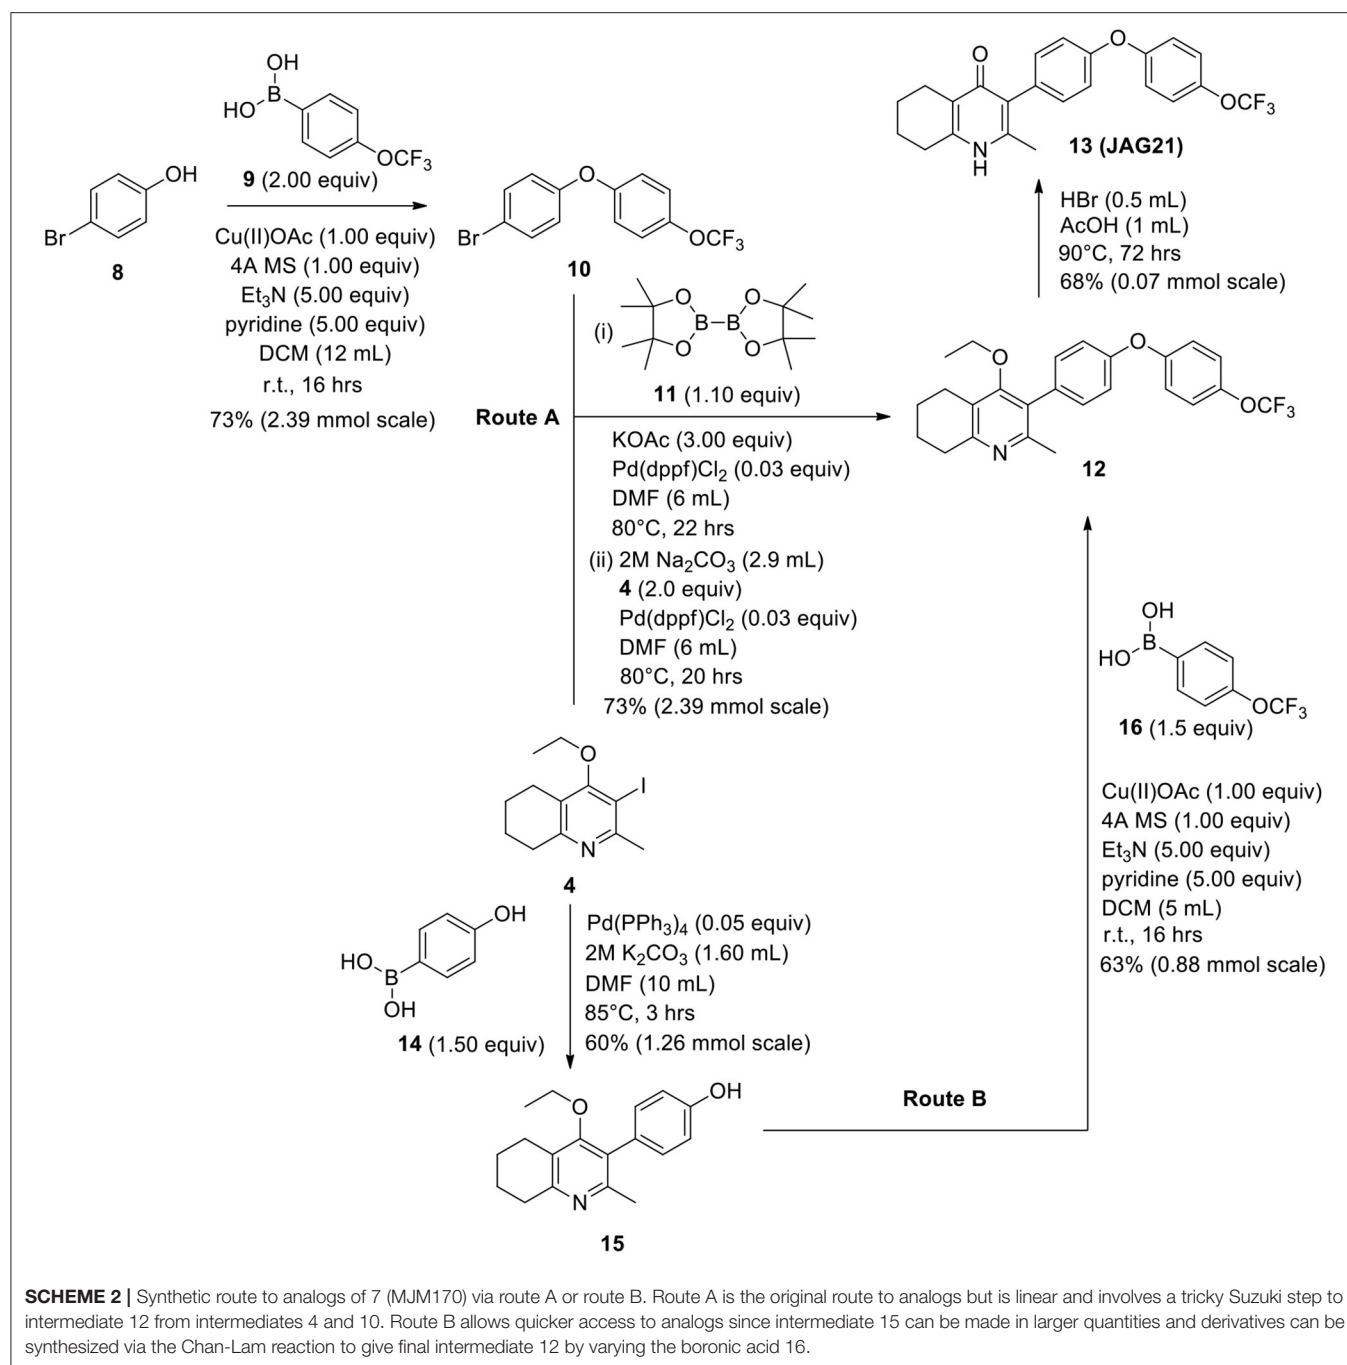 OH
HO
B
OCF3
9 (2.00 equiv)
OH
Br
8
Cu(II)OAc (1.00 equiv)
4A MS (1.00 equiv)
Et3N (5.00 equiv)
pyridine (5.00 equiv)
DCM (12 mL)
r.t., 16 hrs
73% (2.39 mmol scale)
O
Br
OCF3
10
Route A
(i)
O
O
B
B
O
O
11 (1.10 equiv)
KOAc (3.00 equiv)
Pd(dppf)Cl2 (0.03 equiv)
DMF (6 mL)
80°C, 22 hrs
(ii) 2M Na2CO3 (2.9 mL)
4 (2.0 equiv)
Pd(dppf)Cl2 (0.03 equiv)
DMF (6 mL)
80°C, 20 hrs
73% (2.39 mmol scale)
O
O
N
H
OCF3
13 (JAG21)
HBr (0.5 mL)
AcOH (1 mL)
90°C, 72 hrs
68% (0.07 mmol scale)
O
O
N
OCF3
12
O
I
N
4
OH
HO
B
OH
14 (1.50 equiv)
Pd(PPh3)4 (0.05 equiv)
2M K2CO3 (1.60 mL)
DMF (10 mL)
85°C, 3 hrs
60% (1.26 mmol scale)
O
OH
N
15
Route B
OH
HO
B
OCF3
16 (1.5 equiv)
Cu(II)OAc (1.00 equiv)
4A MS (1.00 equiv)
Et3N (5.00 equiv)
pyridine (5.00 equiv)
DCM (5 mL)
r.t., 16 hrs
63% (0.88 mmol scale)
SCHEME 2 | Synthetic route to analogs of 7 (MJM170) via route A or route B. Route A is the original route to analogs but is linear and involves a tricky Suzuki step to
intermediate 12 from intermediates 4 and 10. Route B allows quicker access to analogs since intermediate 15 can be made in larger quantities and derivatives can be
synthesized via the Chan-Lam reaction to give final intermediate 12 by varying the boronic acid 16.